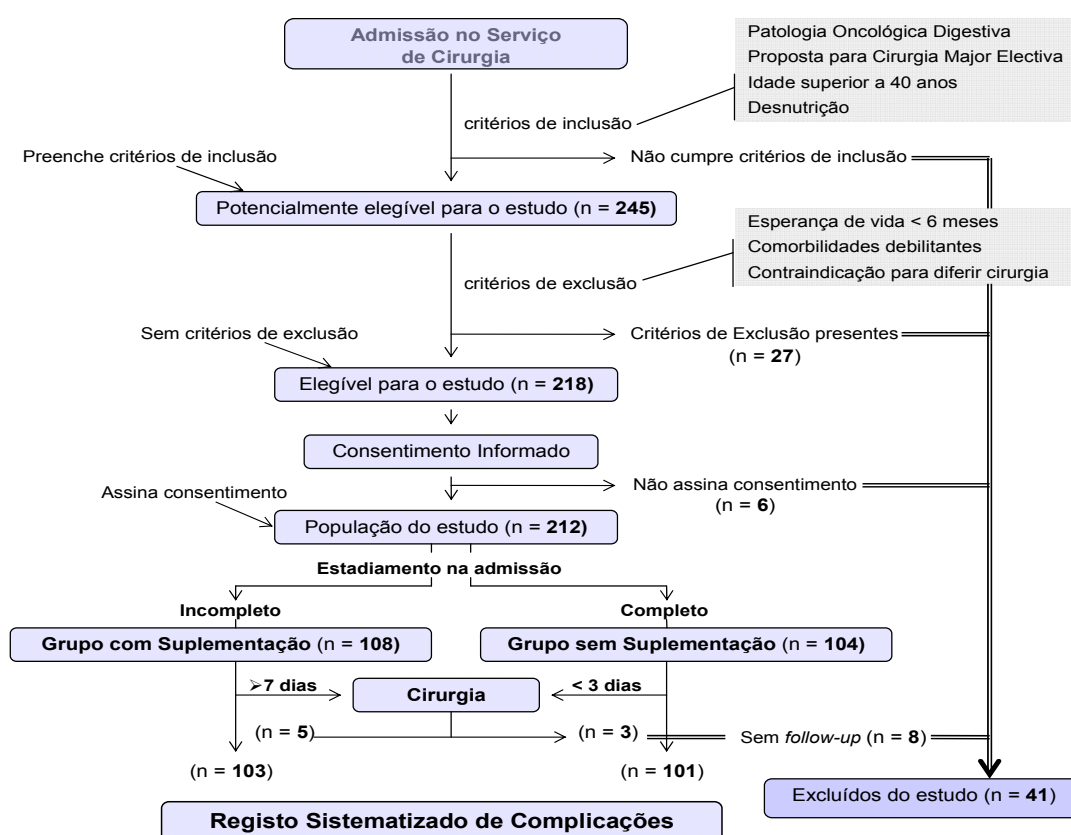 Admissão no Serviço
de Cirurgia
Patologia Oncológica Digestiva
Proposta para Cirurgia Major Electiva
Idade superior a 40 anos
Desnutrição
critérios de inclusão
Preenche critérios de inclusão
Não cumpre critérios de inclusão
Potencialmente elegível para o estudo (n = 245)
Esperança de vida < 6 meses
Comorbilidades debilitantes
Contraindicação para diferir cirurgia
critérios de exclusão
Sem critérios de exclusão
Critérios de Exclusão presentes
(n = 27)
Elegível para o estudo (n = 218)
Consentimento Informado
Assina consentimento
Não assina consentimento
(n = 6)
População do estudo (n = 212)
Estadiamento na admissão
Incompleto
Completo
Grupo com Suplementação (n = 108)
Grupo sem Suplementação (n = 104)
➢7 dias
Cirurgia
< 3 dias
(n = 5)
(n = 3)
Sem follow-up (n = 8)
(n = 103)
(n = 101)
Excluídos do estudo (n = 41)
Registo Sistematizado de Complicações